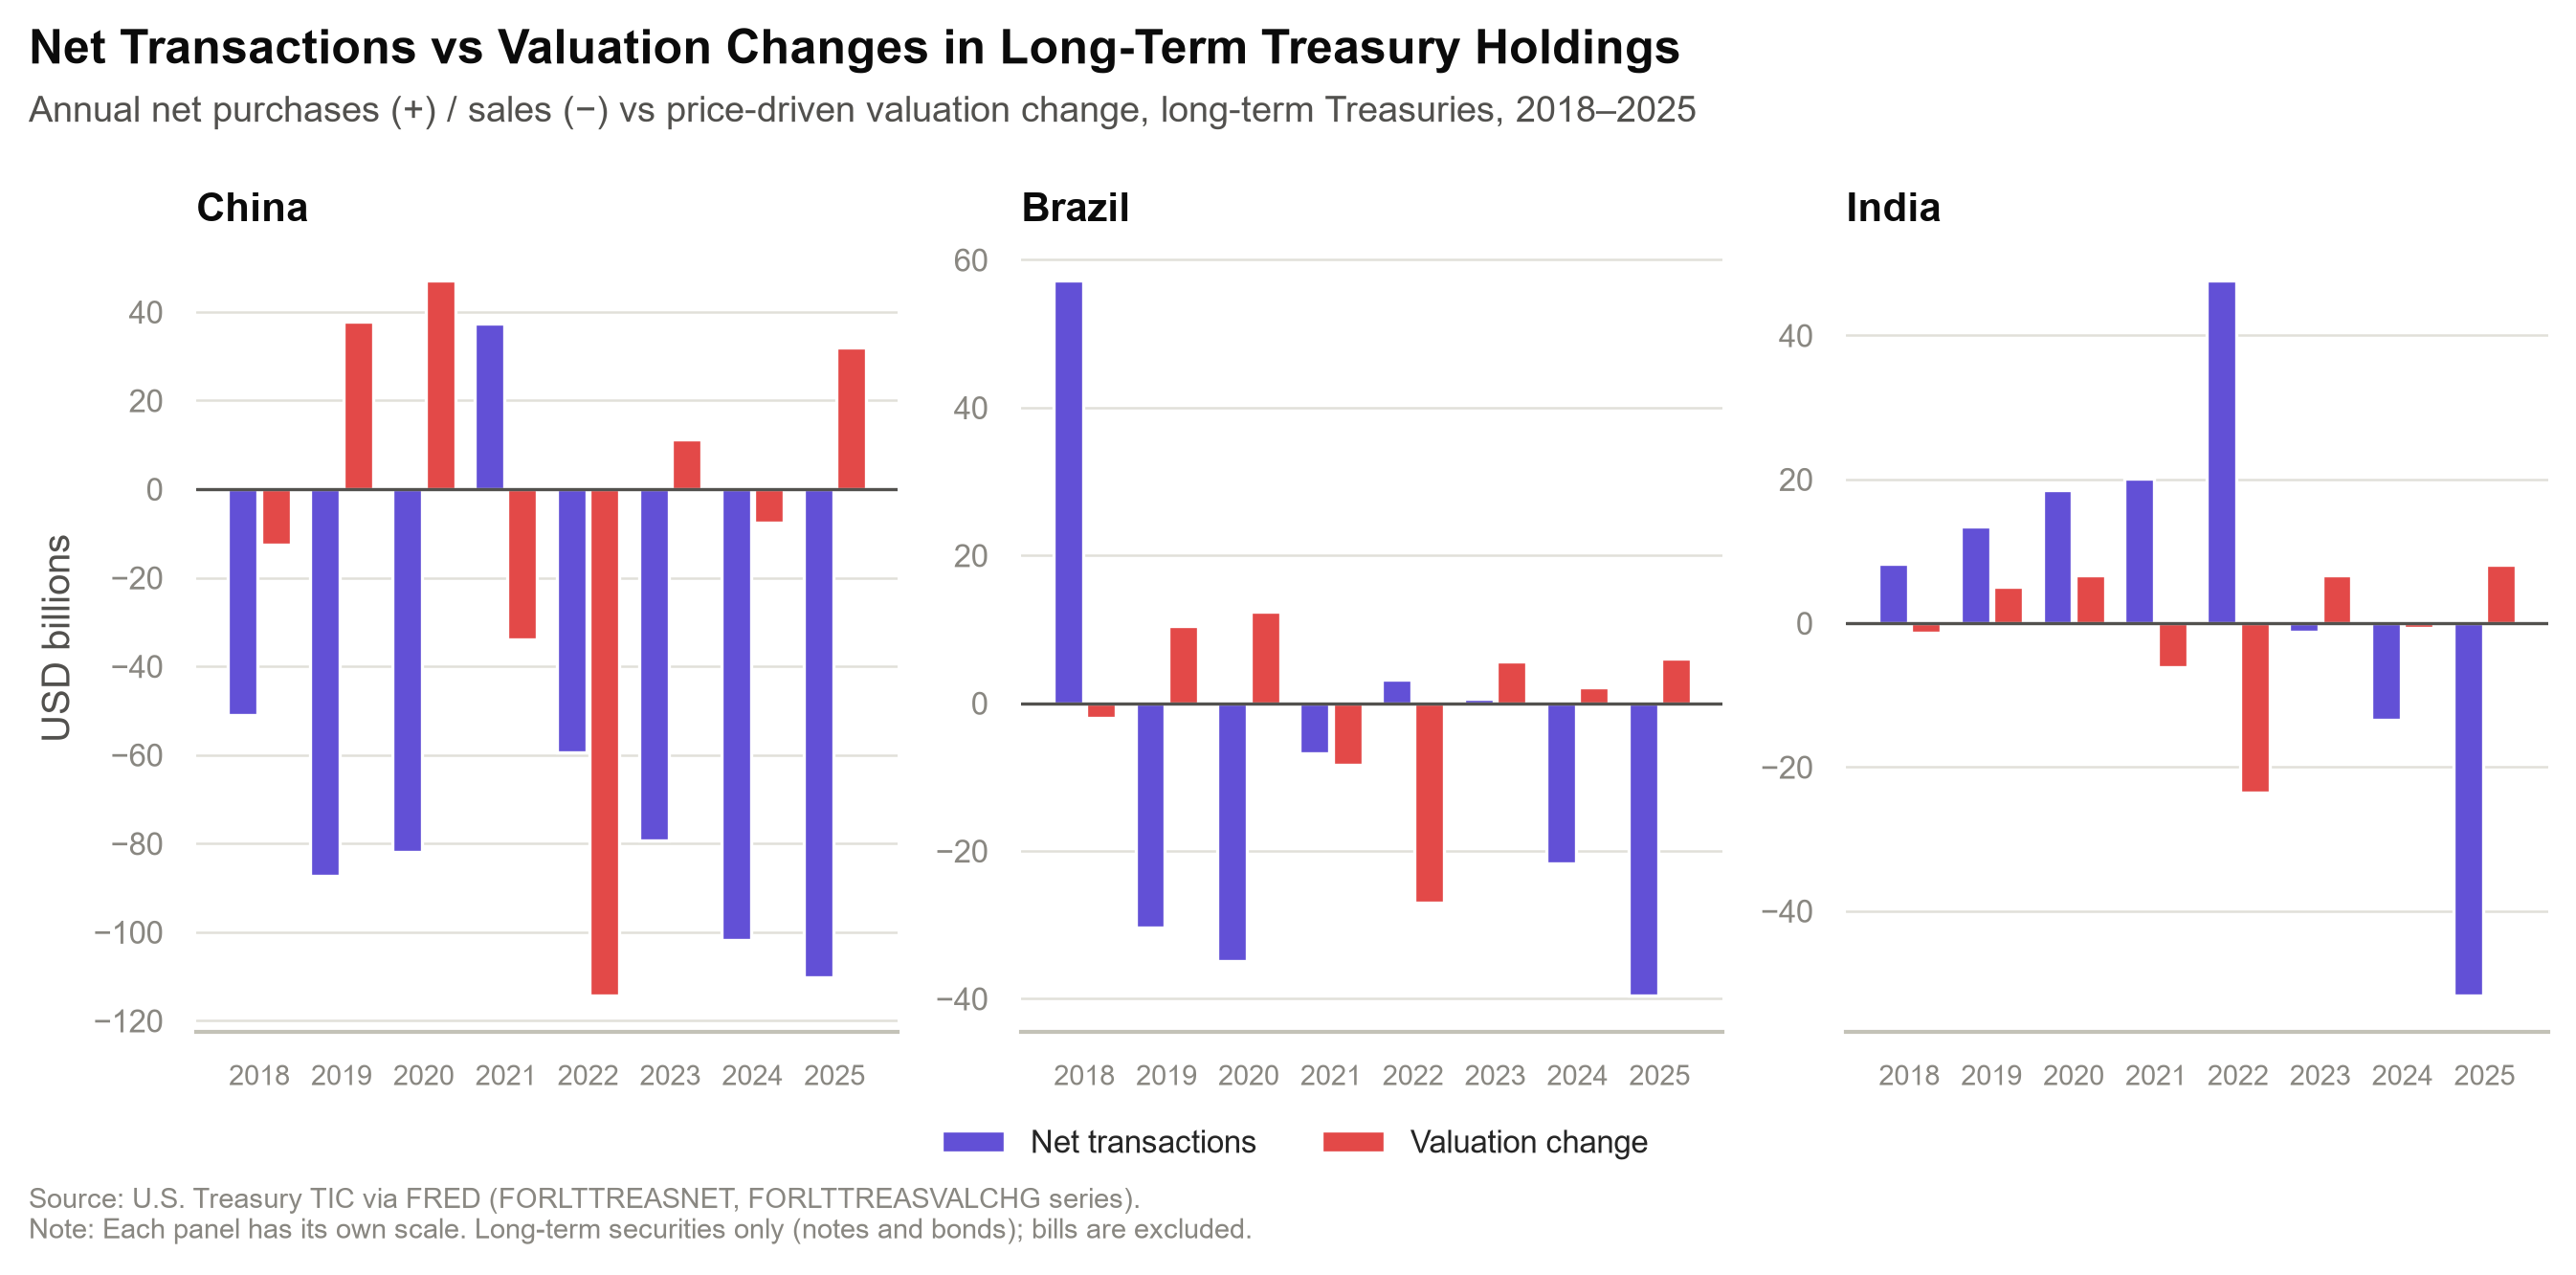 Net Transactions vs Valuation Changes in Long-Term Treasury Holdings
Annual net purchases (+) / sales (−) vs price-driven valuation change, long-term Treasuries, 2018–2025
China
USD billions
40
20
0
−20
−40
−60
−80
−100
−120
2018 2019 2020 2021 2022 2023 2024 2025
Brazil
60
40
20
0
−20
−40
2018 2019 2020 2021 2022 2023 2024 2025
India
40
20
0
−20
−40
2018 2019 2020 2021 2022 2023 2024 2025
Net transactions Valuation change
Source: U.S. Treasury TIC via FRED (FORLTTREASNET, FORLTTREASVALCHG series).
Note: Each panel has its own scale. Long-term securities only (notes and bonds); bills are excluded.